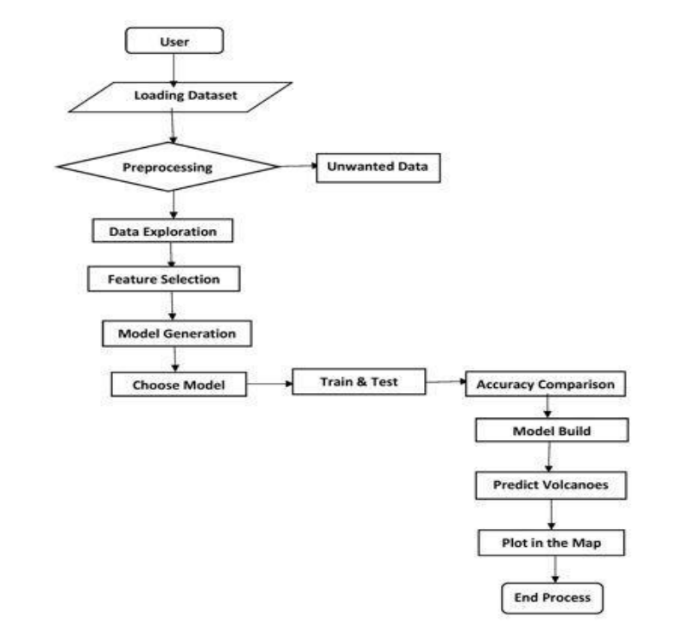 User
Loading Dataset
Preprocessing
Unwanted Data
Data Exploration
Feature Selection
Model Generation
Choose Model
Train & Test
Accuracy Comparison
Model Build
Predict Volcanoes
Plot in the Map
End Process